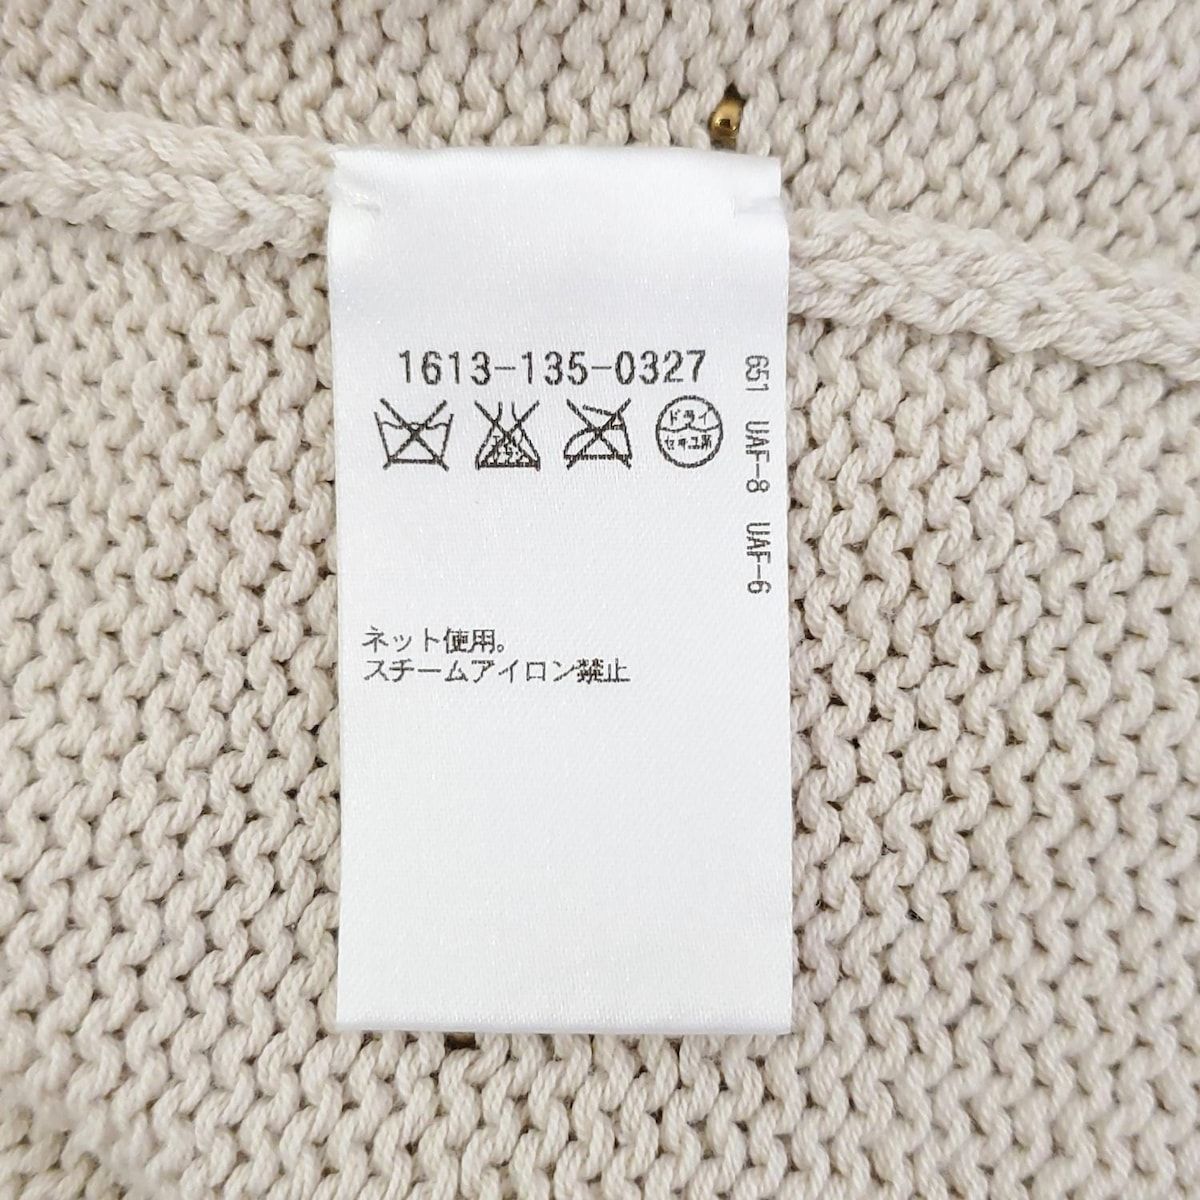 1613-135-0327
ドライ
セキユ系
ネット使用。
スチームアイロン禁止
651 UAF-8 UAF-6